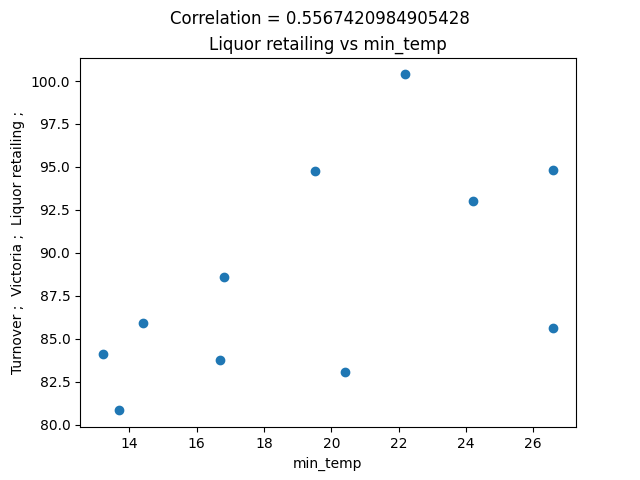 Correlation = 0.5567420984905428
Liquor retailing vs min_temp
Turnover ;  Victoria ;  Liquor retailing ;
100.0
97.5
95.0
92.5
90.0
87.5
85.0
82.5
80.0
14 16 18 20 22 24 26
min_temp